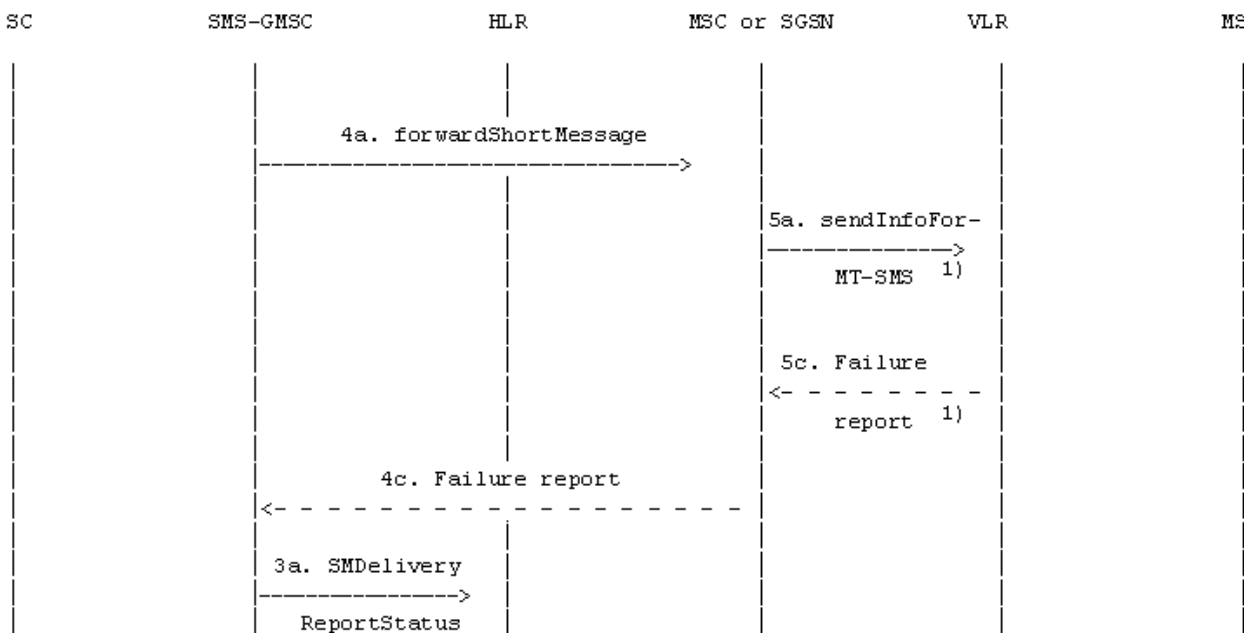 SC SMS-GMSC HLR MSC or SGSN VLR MS
4a. forwardShortMessage
5a. sendInfoFor-
MT-SMS 1)
5c. Failure
report 1)
4c. Failure report
3a. SMDelivery
ReportStatus